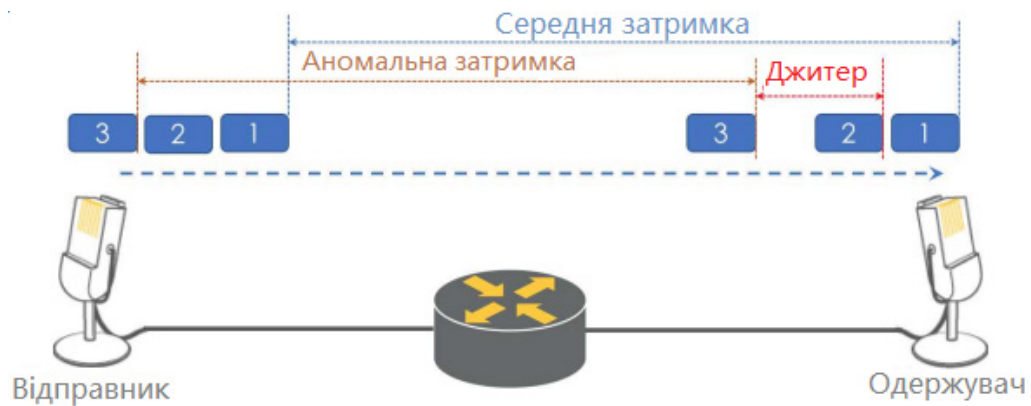 Середня затримка
Аномальна затримка
Джитер
3 2 1 3 2 1
Відправник
Одержувач